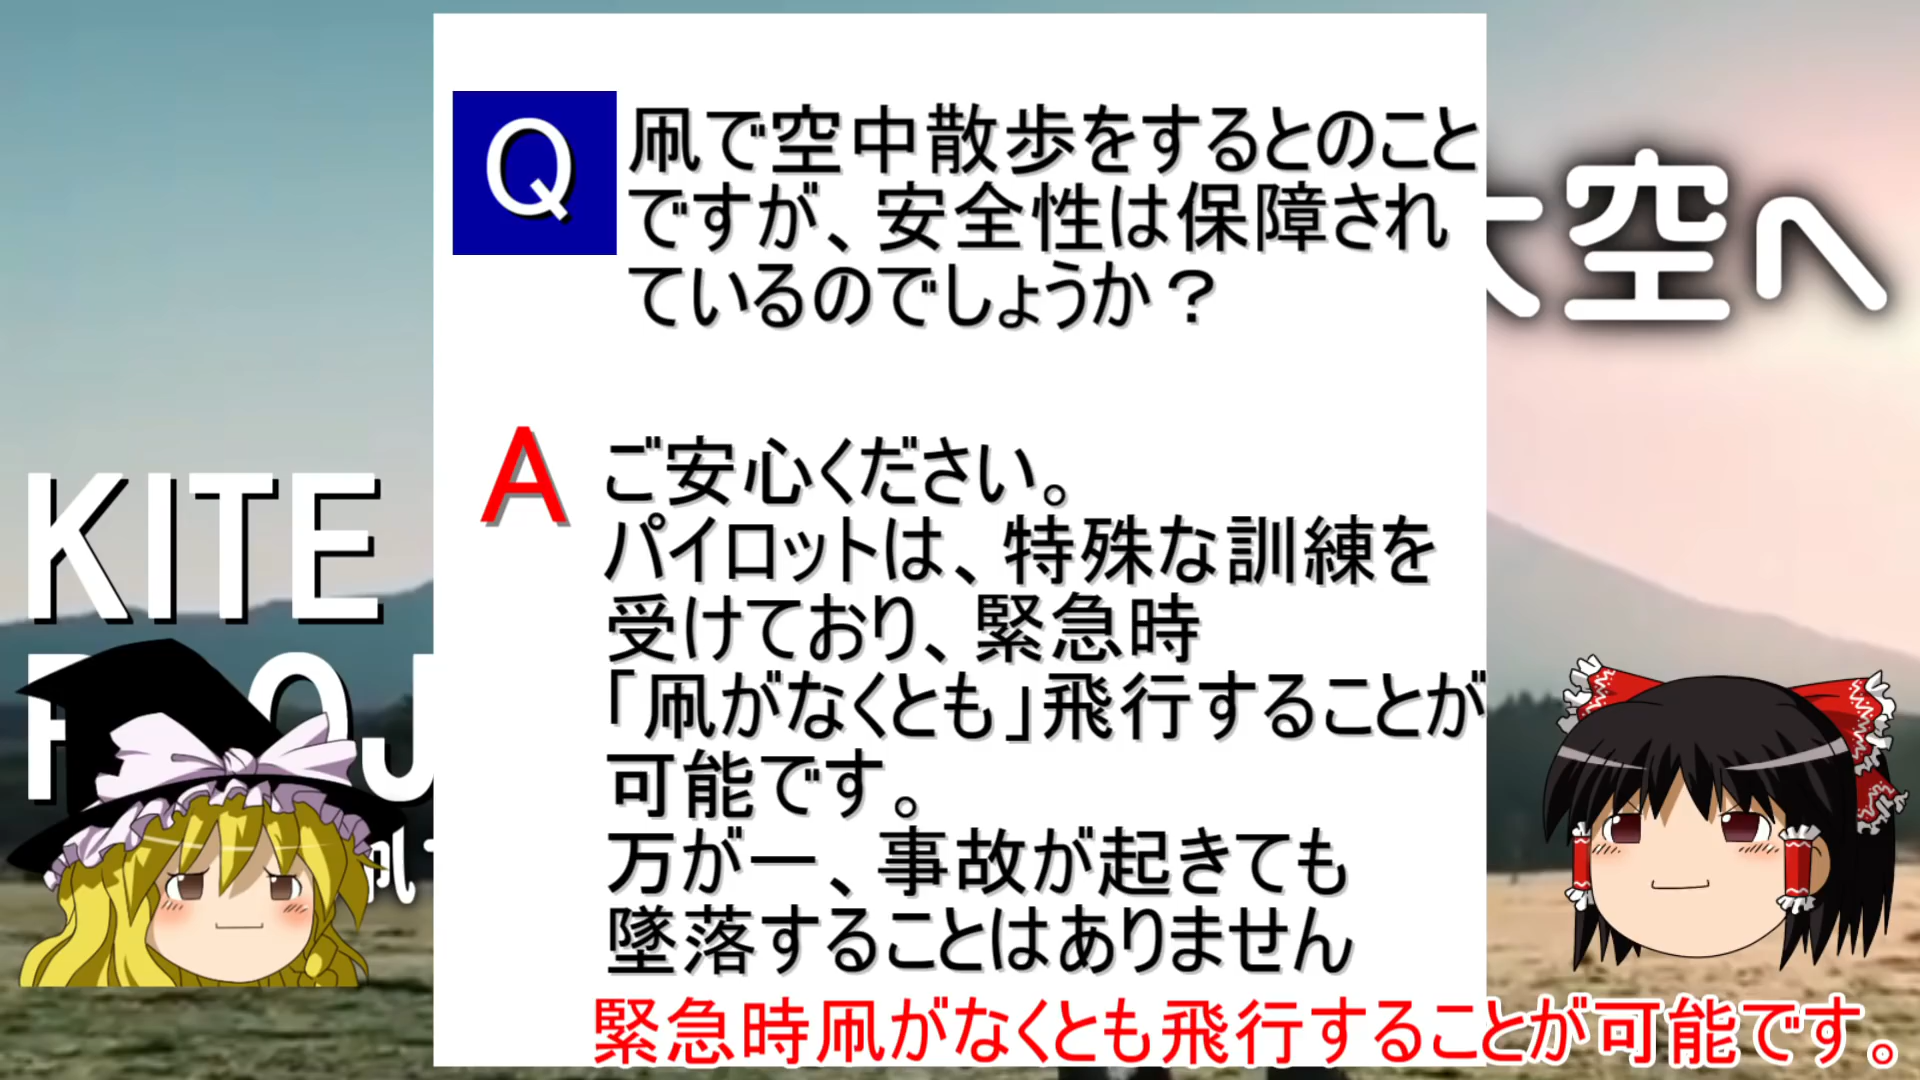 Q 凧で空中散歩をするとのこと
ですが、安全性は保障され
ているのでしょうか？
A ご安心ください。
パイロットは、特殊な訓練を
受けており、緊急時
「凧がなくとも」飛行することが
可能です。
万が一、事故が起きても
墜落することはありません
空へ
KITE
緊急時凧がなくとも飛行することが可能です。